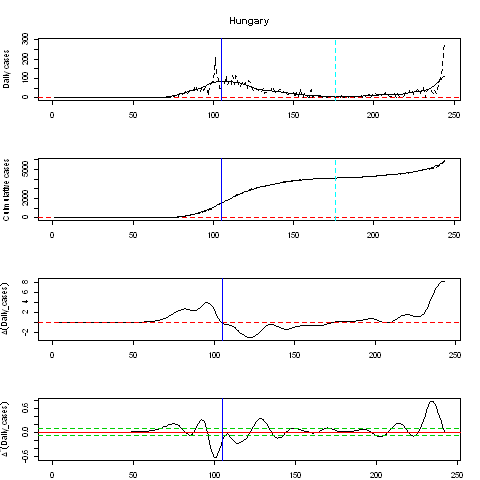 Hungary
Daily cases
0 100 200 300
0 50 100 150 200 250
Cumulative cases
0 2000 5000
0 50 100 150 200 250
Δ(Daily_cases)
-2 2 4 6 8
0 50 100 150 200 250
Δ'(Daily_cases)
-0.6 0.0 0.6
0 50 100 150 200 250